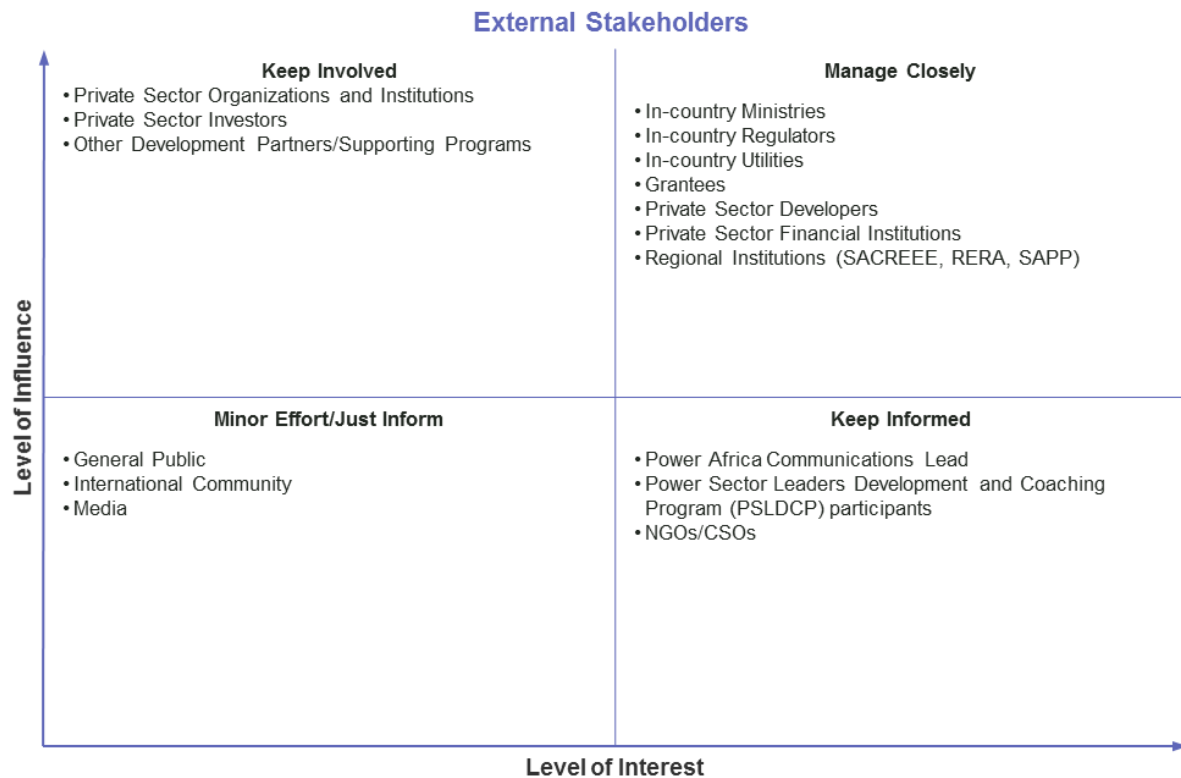 External Stakeholders
Level of Influence
Keep Involved
• Private Sector Organizations and Institutions
• Private Sector Investors
• Other Development Partners/Supporting Programs
Manage Closely
• In-country Ministries
• In-country Regulators
• In-country Utilities
• Grantees
• Private Sector Developers
• Private Sector Financial Institutions
• Regional Institutions (SACREEE, RERA, SAPP)
Minor Effort/Just Inform
• General Public
• International Community
• Media
Keep Informed
• Power Africa Communications Lead
• Power Sector Leaders Development and Coaching
Program (PSLDCP) participants
• NGOs/CSOs
Level of Interest